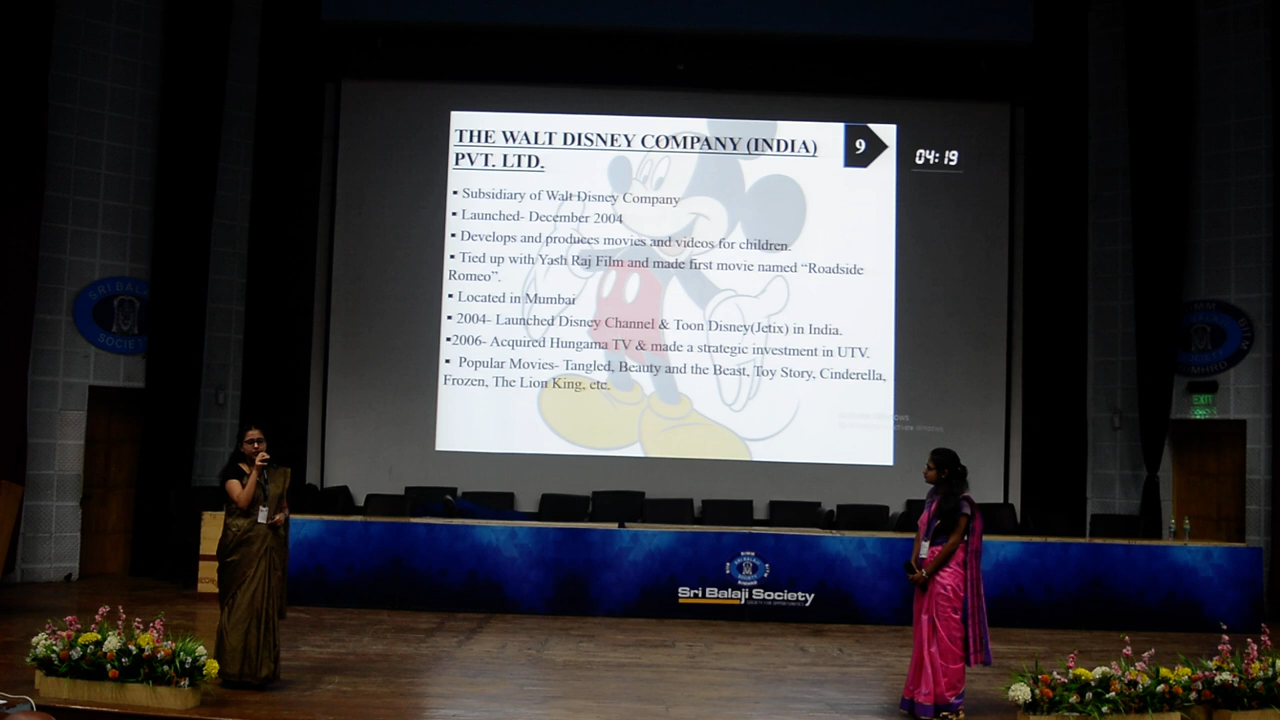 THE WALT DISNEY COMPANY (INDIA)
PVT. LTD.
9
04:19
▪ Subsidiary of Walt Disney Company
▪ Launched- December 2004
▪ Develops and produces movies and videos for children.
▪ Tied up with Yash Raj Film and made first movie named “Roadside
Romeo”.
▪ Located in Mumbai
▪ 2004- Launched Disney Channel & Toon Disney(Jetix) in India.
▪2006- Acquired Hungama TV & made a strategic investment in UTV.
▪ Popular Movies- Tangled, Beauty and the Beast, Toy Story, Cinderella,
Frozen, The Lion King, etc.
SRI BALA
SOCIET
EXIT
Sri Balaji Society